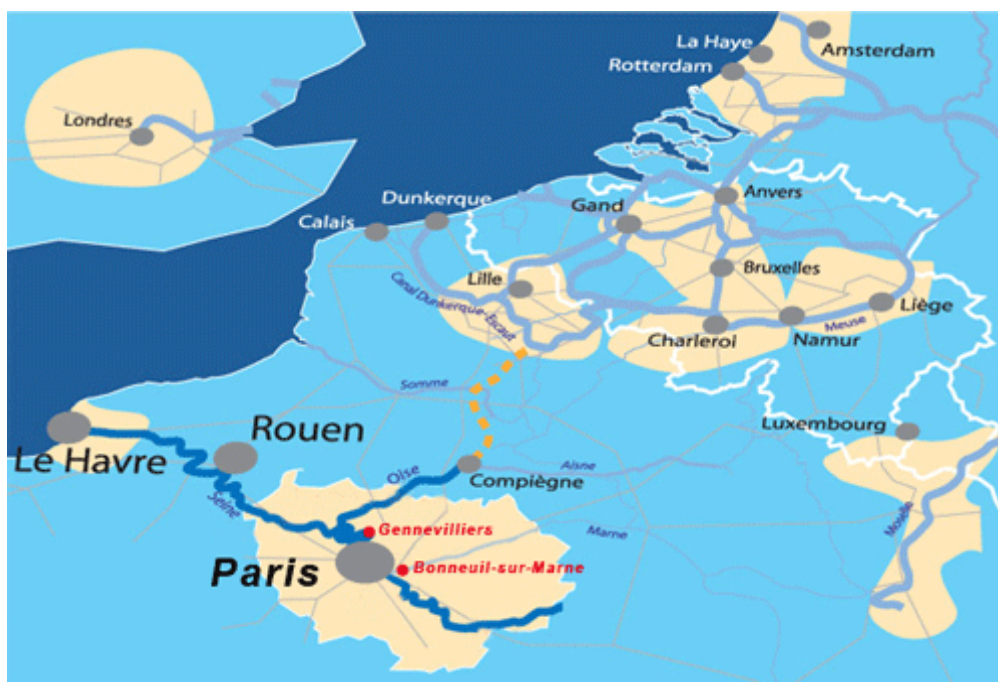 La Haye
Amsterdam
Rotterdam
Londres
Anvers
Dunkerque
Gand
Calais
Bruxelles
Lille
Canal Dunkerque-Escaut
Liège
Meuse
Charleroi
Namur
Somme
Luxembourg
Rouen
Le Havre
Oise
Aisne
Compiègne
Seine
Moselle
Gennevilliers
Marne
Paris
Bonneuil-sur-Marne